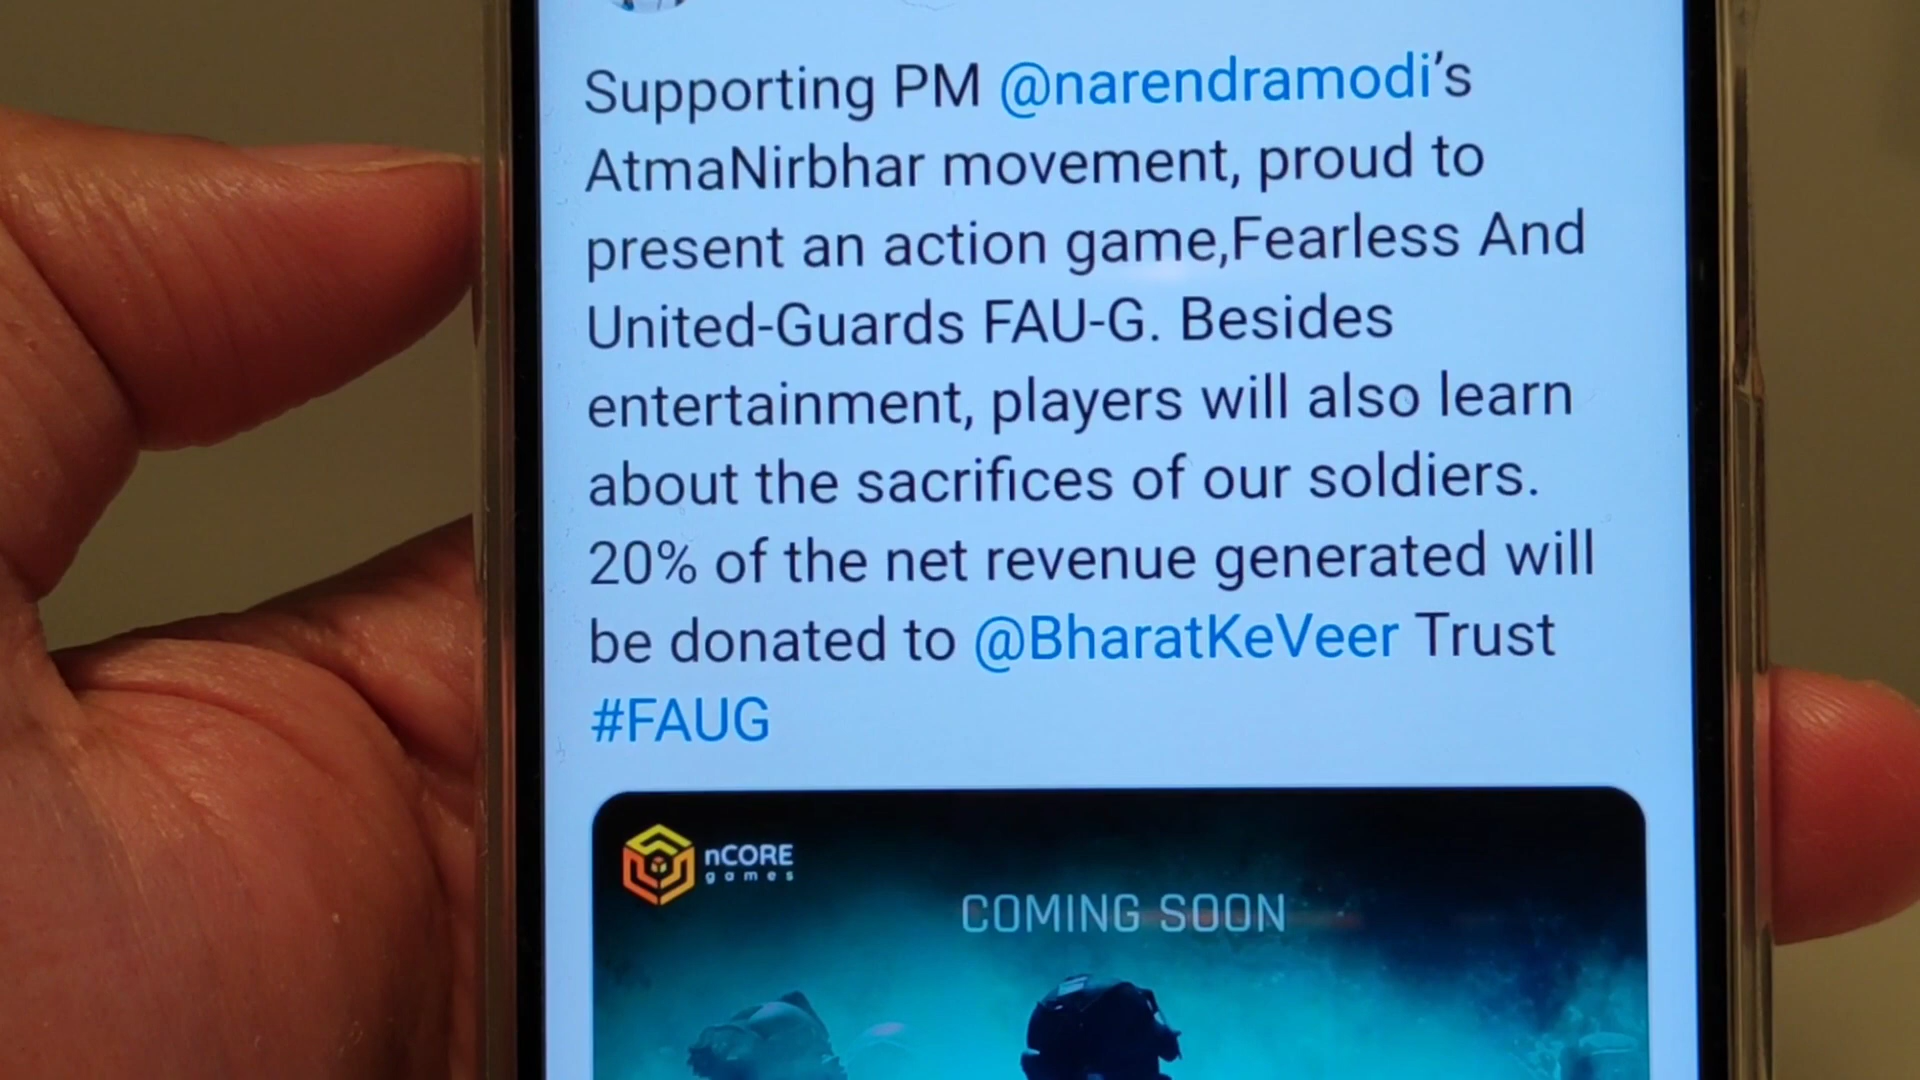 Supporting PM @narendramodi's
AtmaNirbhar movement, proud to
present an action game,Fearless And
United-Guards FAU-G. Besides
entertainment, players will also learn
about the sacrifices of our soldiers.
20% of the net revenue generated will
be donated to @BharatKeVeer Trust
#FAUG
nCORE
games
COMING SOON